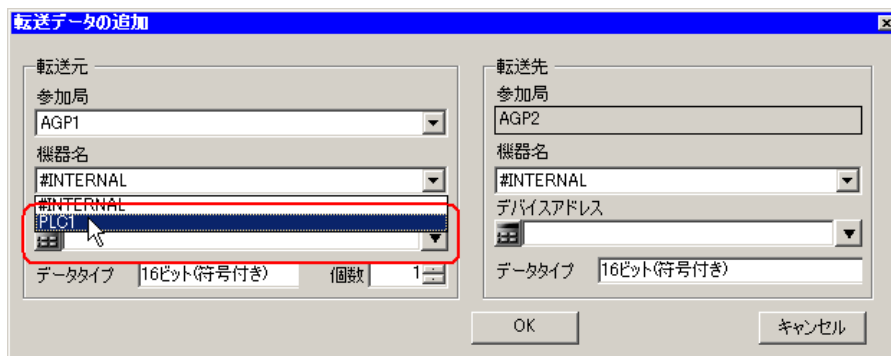 転送データの追加
転送元
参加局
AGP1
機器名
#INTERNAL
#INTERNAL
PLC1
データタイプ 16ビット(符号付き) 個数 1
転送先
参加局
AGP2
機器名
#INTERNAL
デバイスアドレス
データタイプ 16ビット(符号付き)
OK キャンセル